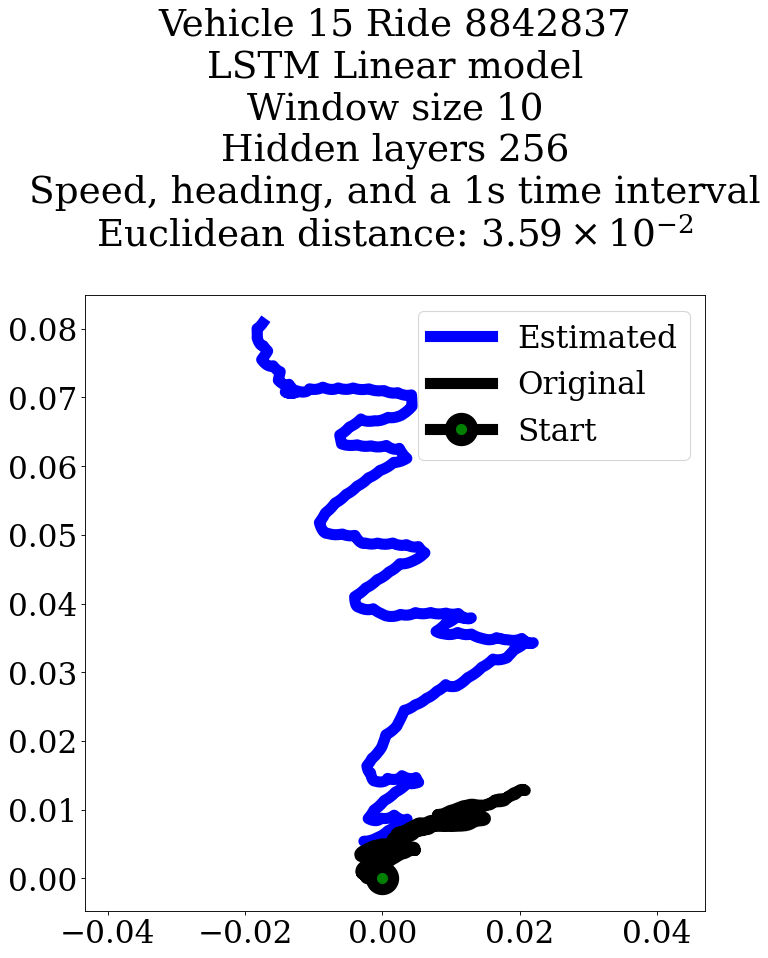 Vehicle 15 Ride 8842837
LSTM Linear model
Window size 10
Hidden layers 256
Speed, heading, and a 1s time interval
Euclidean distance: 3.59 × 10⁻²
Estimated
Original
Start
0.08
0.07
0.06
0.05
0.04
0.03
0.02
0.01
0.00
−0.04 −0.02 0.00 0.02 0.04